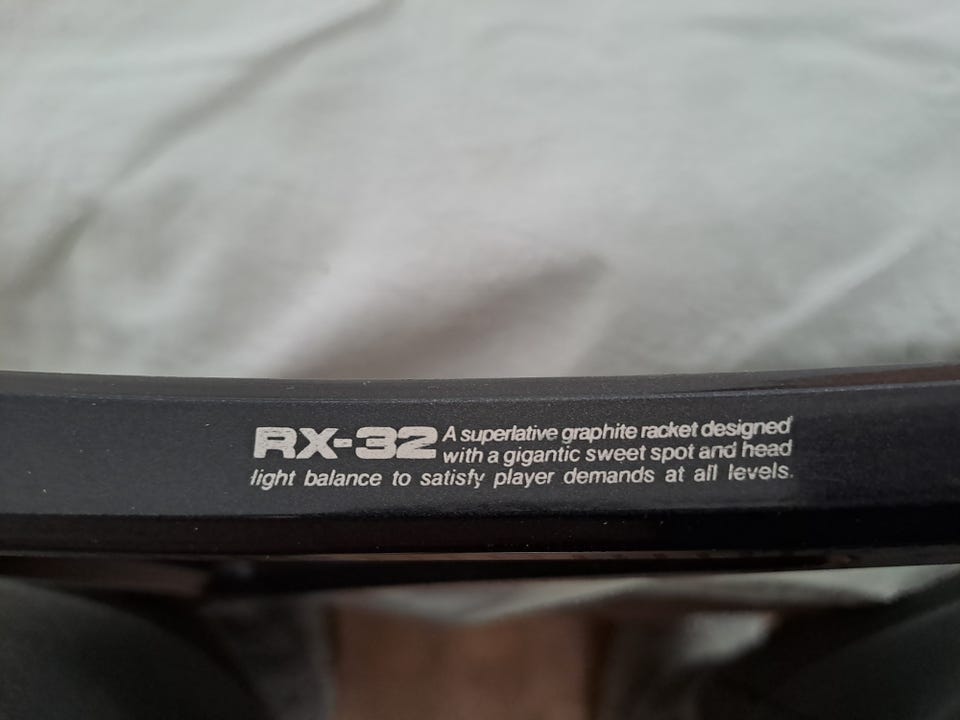 RX-32 A superlative graphite racket designed
with a gigantic sweet spot and head
light balance to satisfy player demands at all levels.